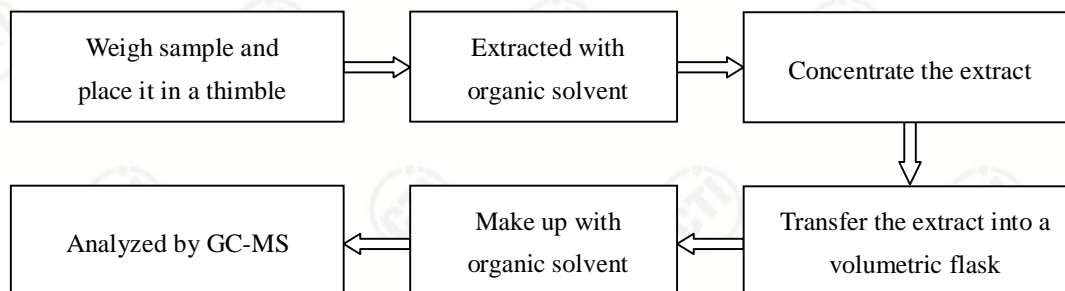 Weigh sample and
place it in a thimble
Extracted with
organic solvent
Concentrate the extract
Transfer the extract into a
volumetric flask
Make up with
organic solvent
Analyzed by GC-MS